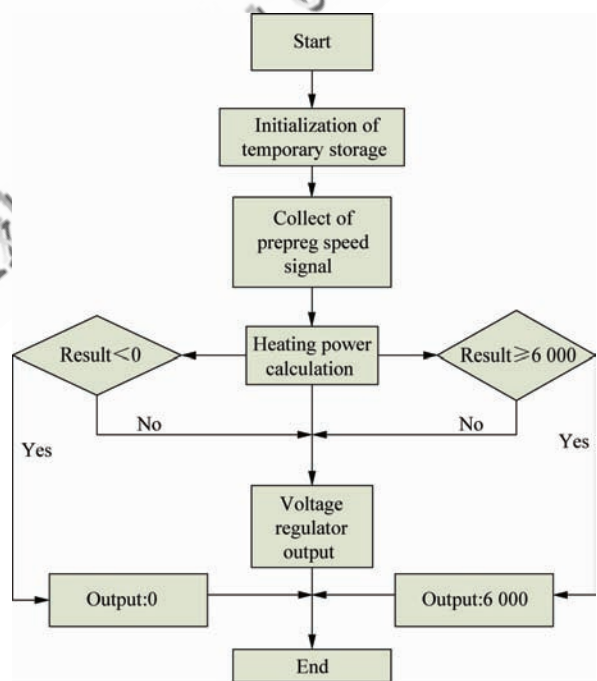 Start
Initialization of
temporary storage
Collect of
prepreg speed
signal
Result<0
Heating power
calculation
Result≥6 000
No
No
Yes
Yes
Voltage
regulator
output
Output:0
Output:6 000
End